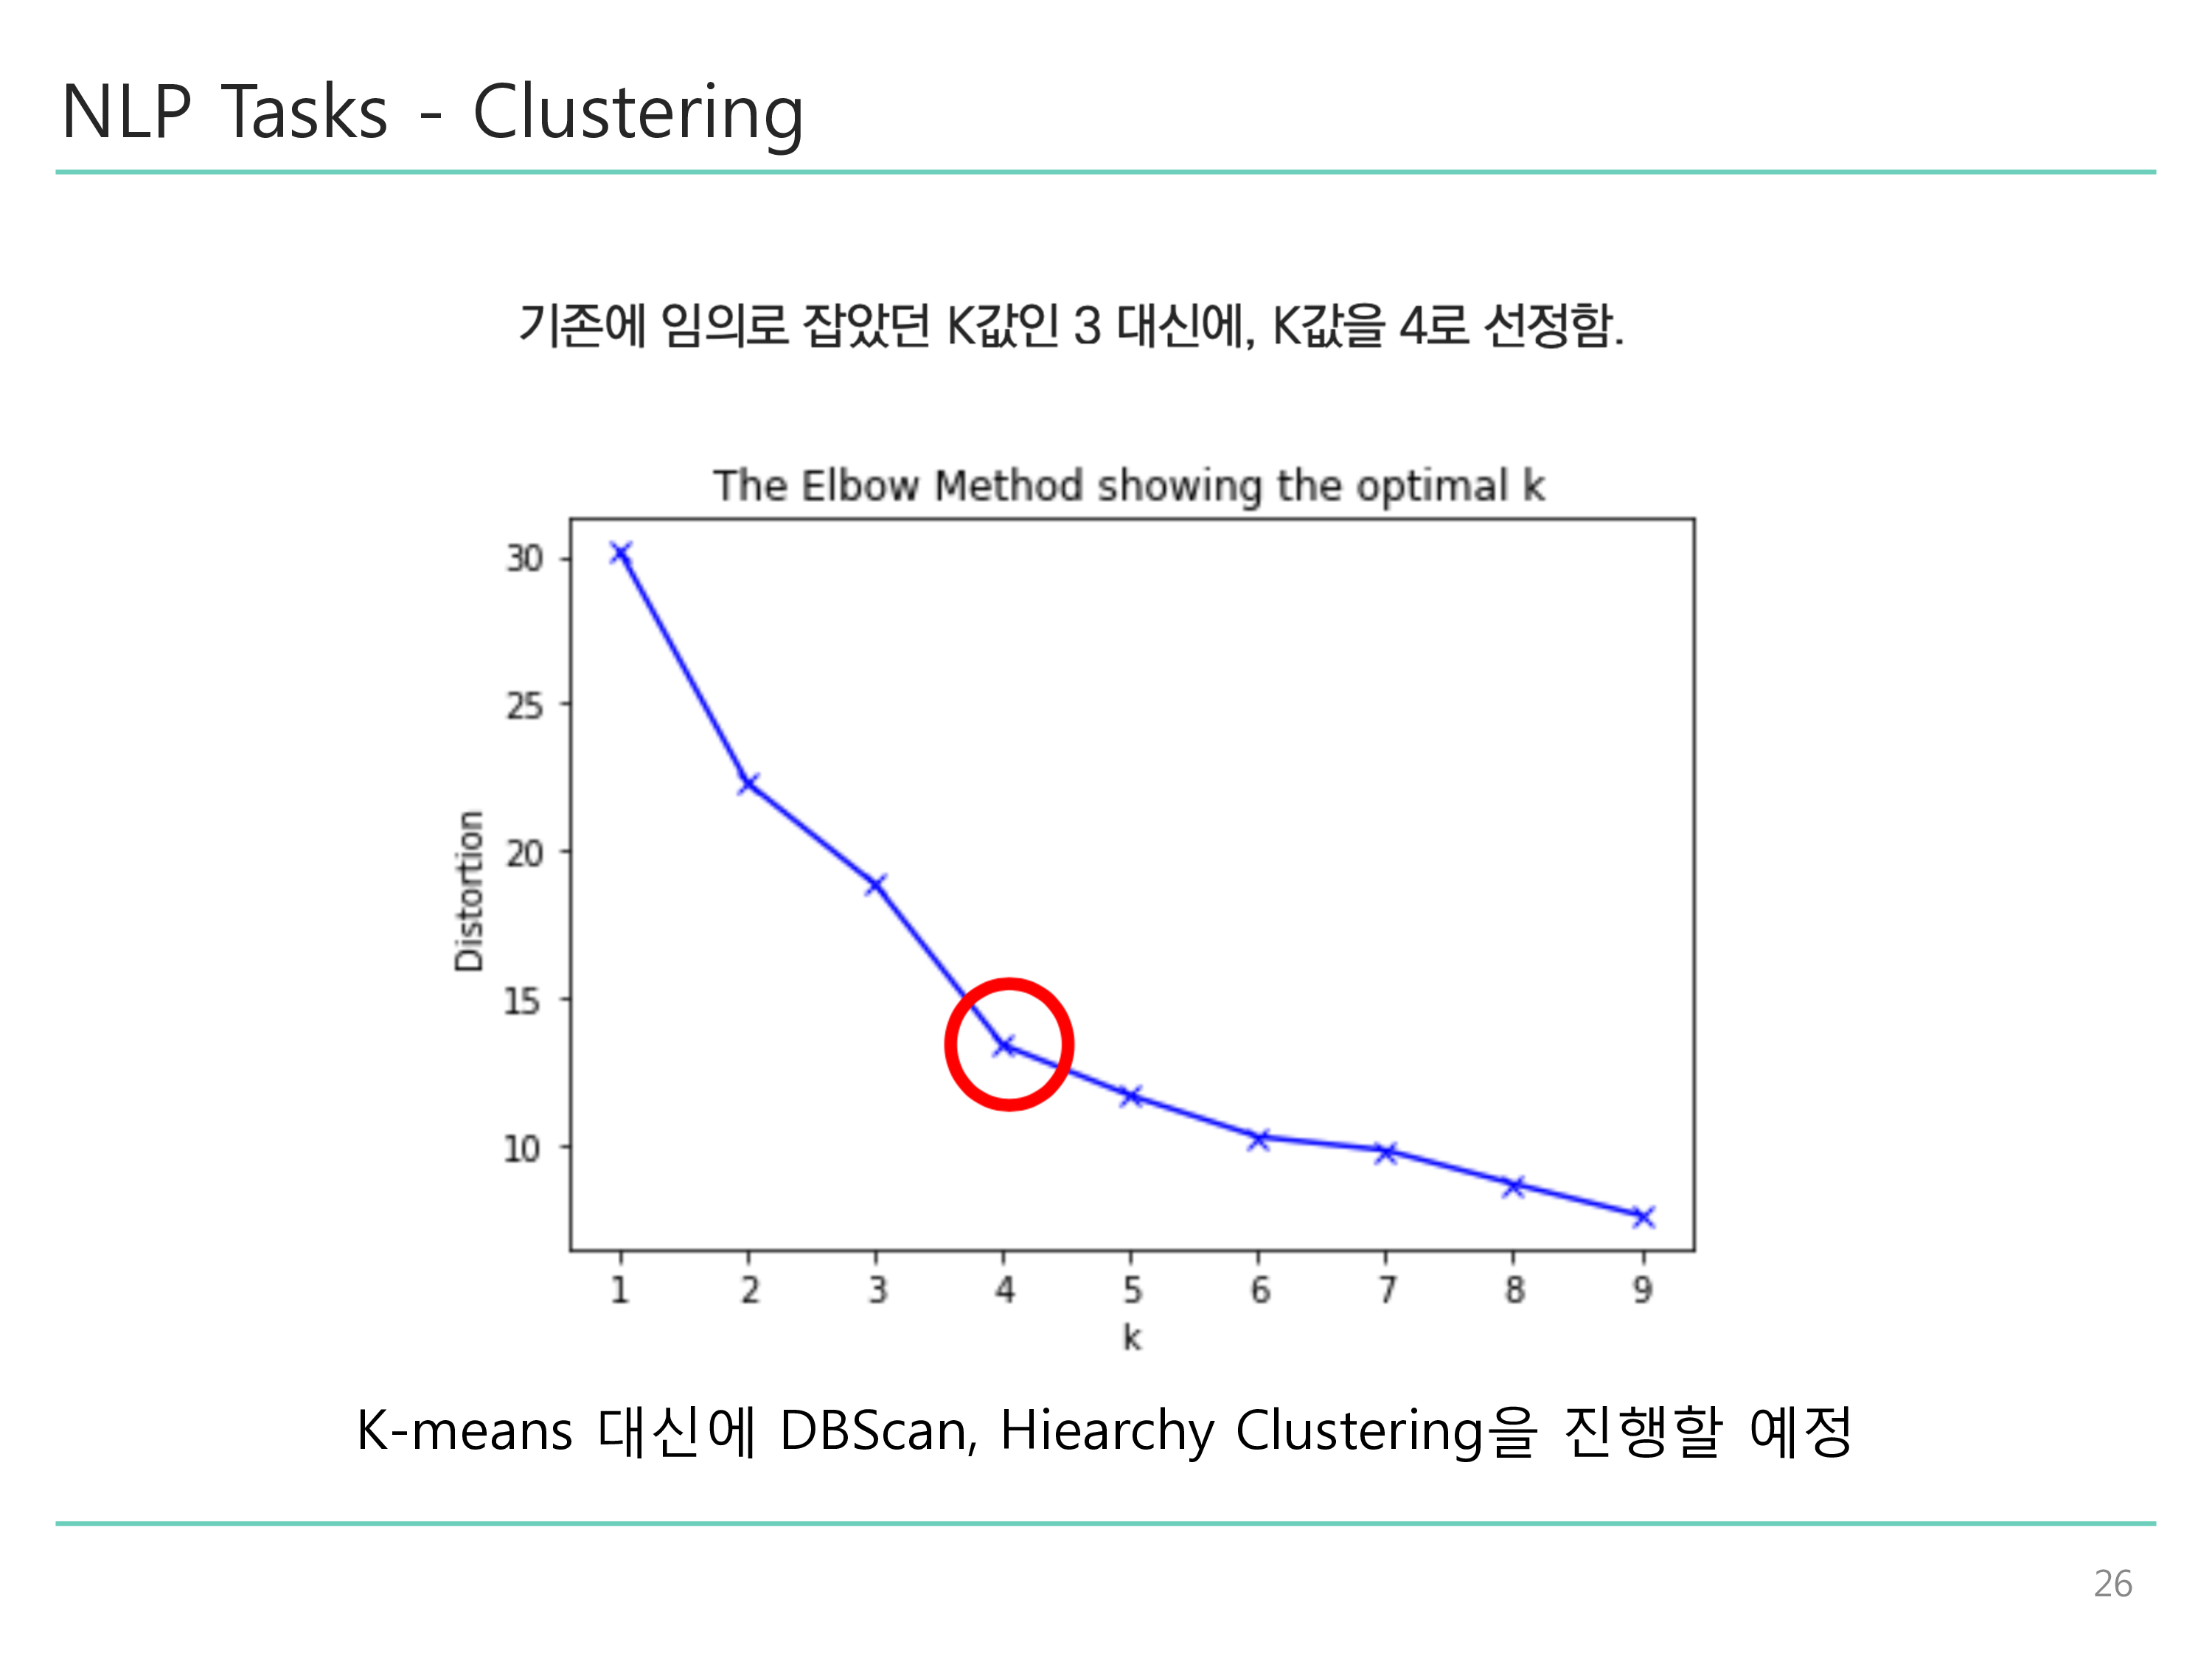 NLP Tasks - Clustering
기존에 임의로 잡았던 K값인 3 대신에, K값을 4로 선정함.
The Elbow Method showing the optimal k
30
25
20
15
10
Distortion
1 2 3 4 5 6 7 8 9
k
K-means 대신에 DBScan, Hiearchy Clustering을 진행할 예정
26